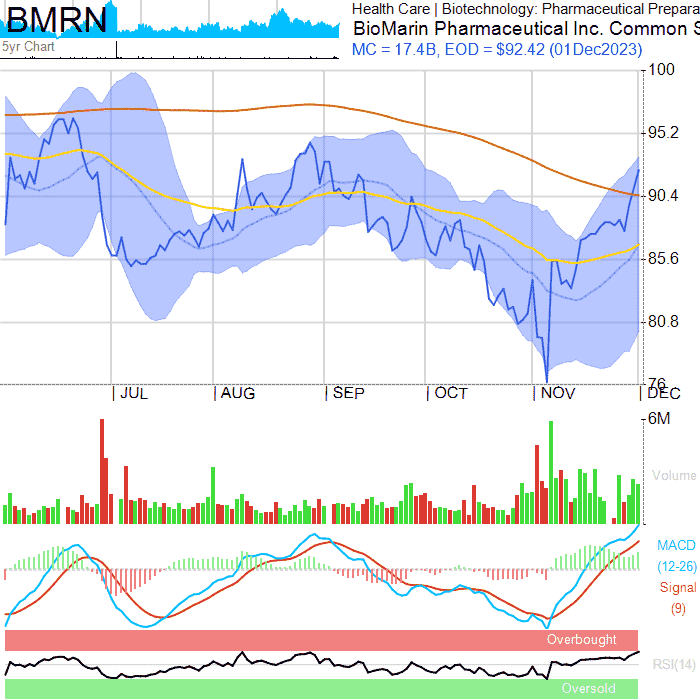 BMRN
5yr Chart
Health Care | Biotechnology: Pharmaceutical Prepara
BioMarin Pharmaceutical Inc. Common S
MC = 17.4B, EOD = $92.42 (01Dec2023)
100
95.2
90.4
85.6
80.8
76
JUL
AUG
SEP
OCT
NOV
DEC
6M
Volume
MACD
(12-26)
Signal
(9)
Overbought
RSI(14)
Oversold